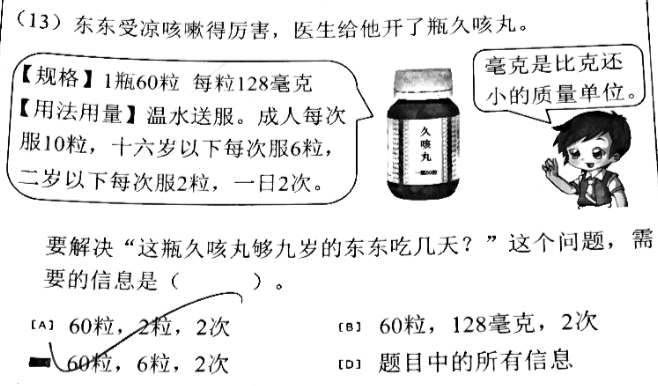 （13）东东受凉咳嗽得厉害，医生给他开了瓶久咳丸。
【规格】1瓶60粒 每粒128毫克
【用法用量】温水送服。成人每次
服10粒，十六岁以下每次服6粒，
二岁以下每次服2粒，一日2次。
久咳丸
毫克是比克还
小的质量单位。
要解决“这瓶久咳丸够九岁的东东吃几天？”这个问题，需
要的信息是（　　）。
[A] 60粒，2粒，2次
[B] 60粒，128毫克，2次
60粒，6粒，2次
[D] 题目中的所有信息